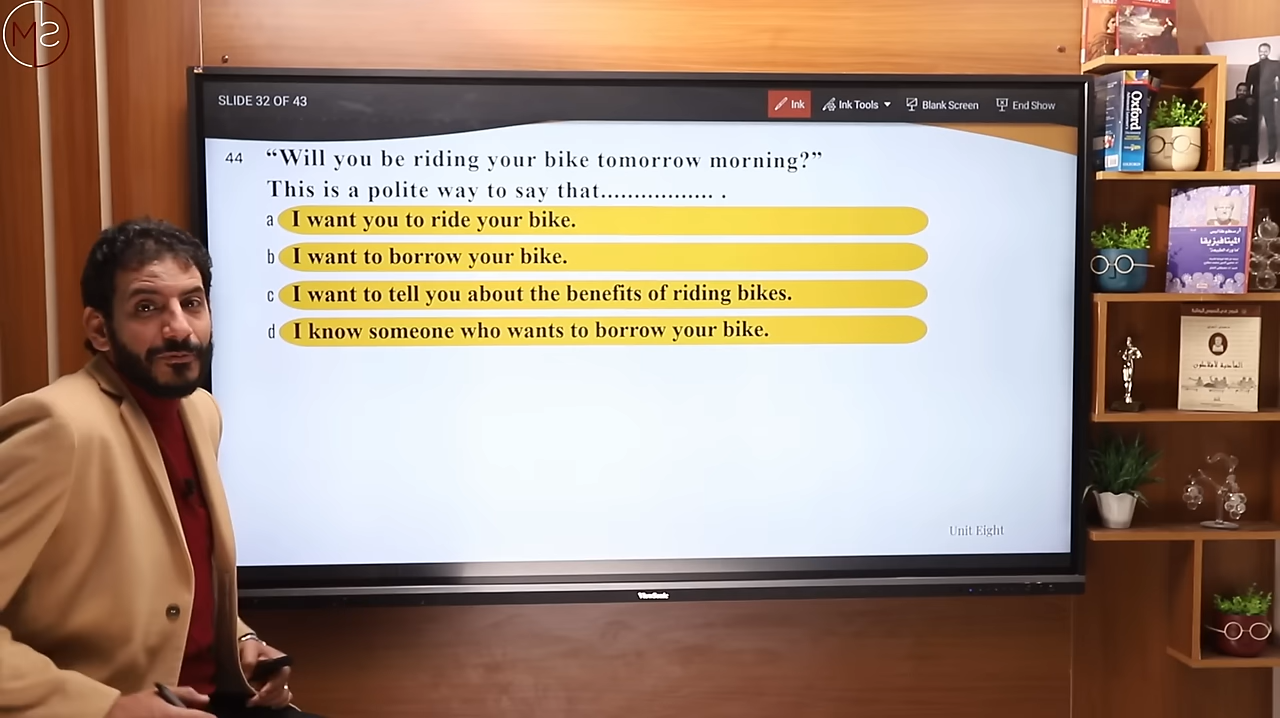 MS
SLIDE 32 OF 43
Ink
Ink Tools
Blank Screen
End Show
44 “Will you be riding your bike tomorrow morning?”
This is a polite way to say that................. .
a I want you to ride your bike.
b I want to borrow your bike.
c I want to tell you about the benefits of riding bikes.
d I know someone who wants to borrow your bike.
Unit Eight
ViewSonic
Oxford
الميتافيزيقا